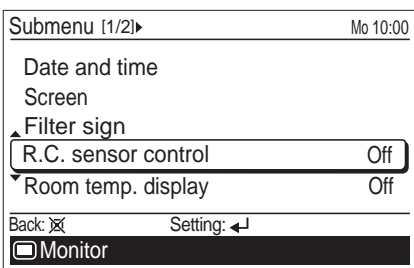 Submenu [1/2]▸ Mo 10:00
Date and time
Screen
Filter sign
R.C. sensor control Off
Room temp. display Off
Back: Setting:
Monitor